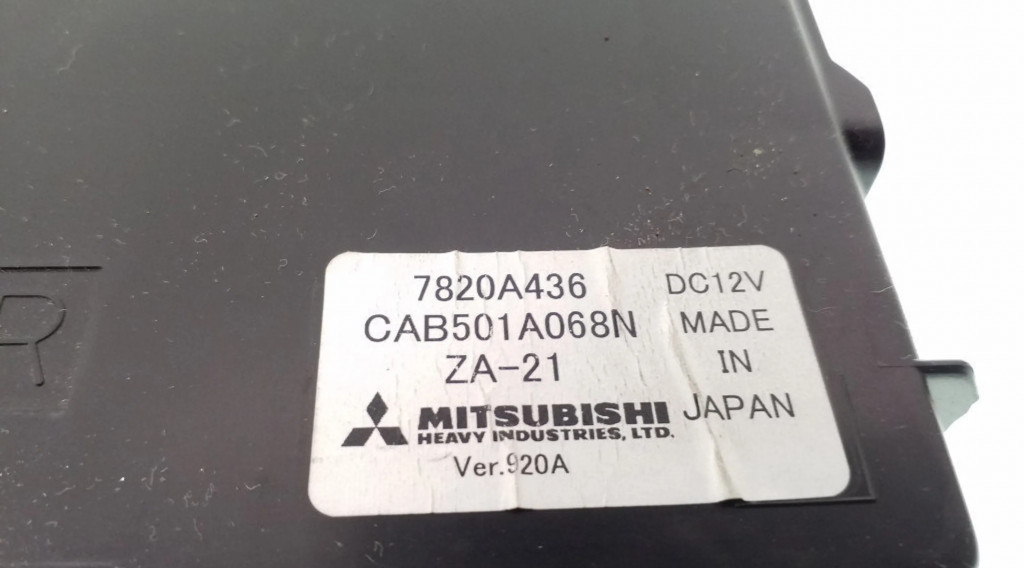 7820A436
CAB501A068N
ZA-21
MITSUBISHI
HEAVY INDUSTRIES, LTD.
Ver.920A
DC12V
MADE
IN
JAPAN
R